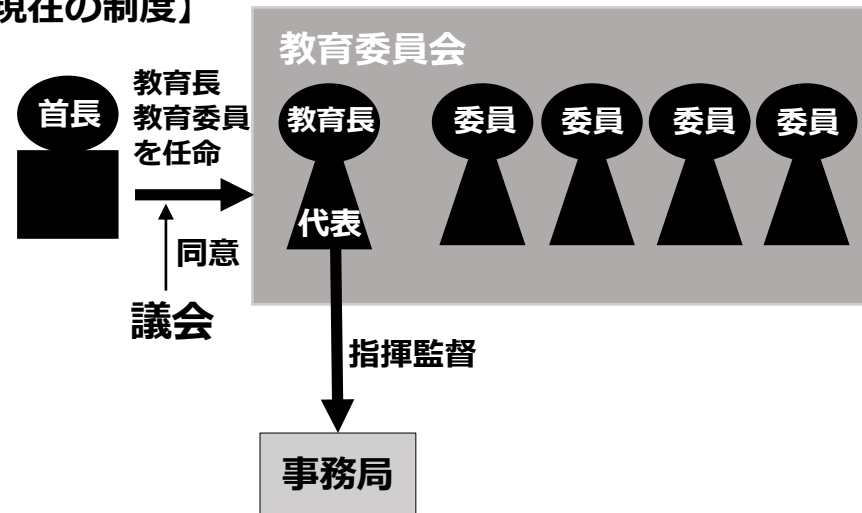 現在の制度】
教育委員会
首長
教育長
教育委員
を任命
同意
議会
教育長
代表
委員
委員
委員
委員
指揮監督
事務局